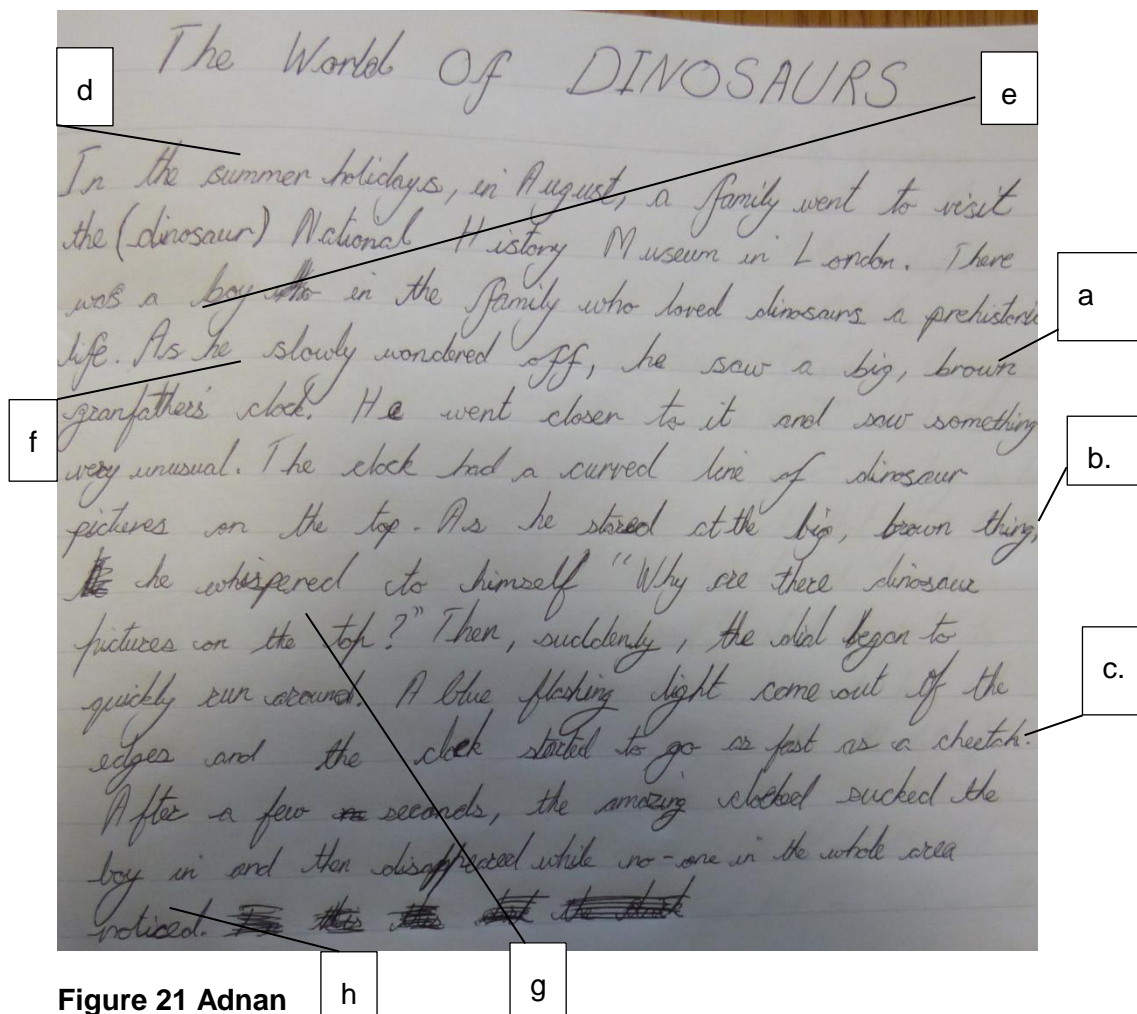 The World Of DINOSAURS
d
e
In the summer holidays, in August, a family went to visit
the (dinosaur) National History Museum in London. There
was a boy in the family who loved dinosaurs a prehistoric
a
life. As he slowly wondered off, he saw a big, brown
granfathers' clock. He went closer to it and saw something
f
b.
very unusual. The clock had a curved line of dinosaur
pictures on the top. As he stared at the big, brown thing,
he whispered to himself "Why are there dinosaur
pictures on the top?" Then, suddenly, the dial began to
quickly run around. A blue flashing light come out of the
c.
edges and the clock started to go as fast as a cheetah.
After a few seconds, the amazing clocked sucked the
boy in and then disappeared while no-one in the whole area
noticed.
h
g
Figure 21 Adnan